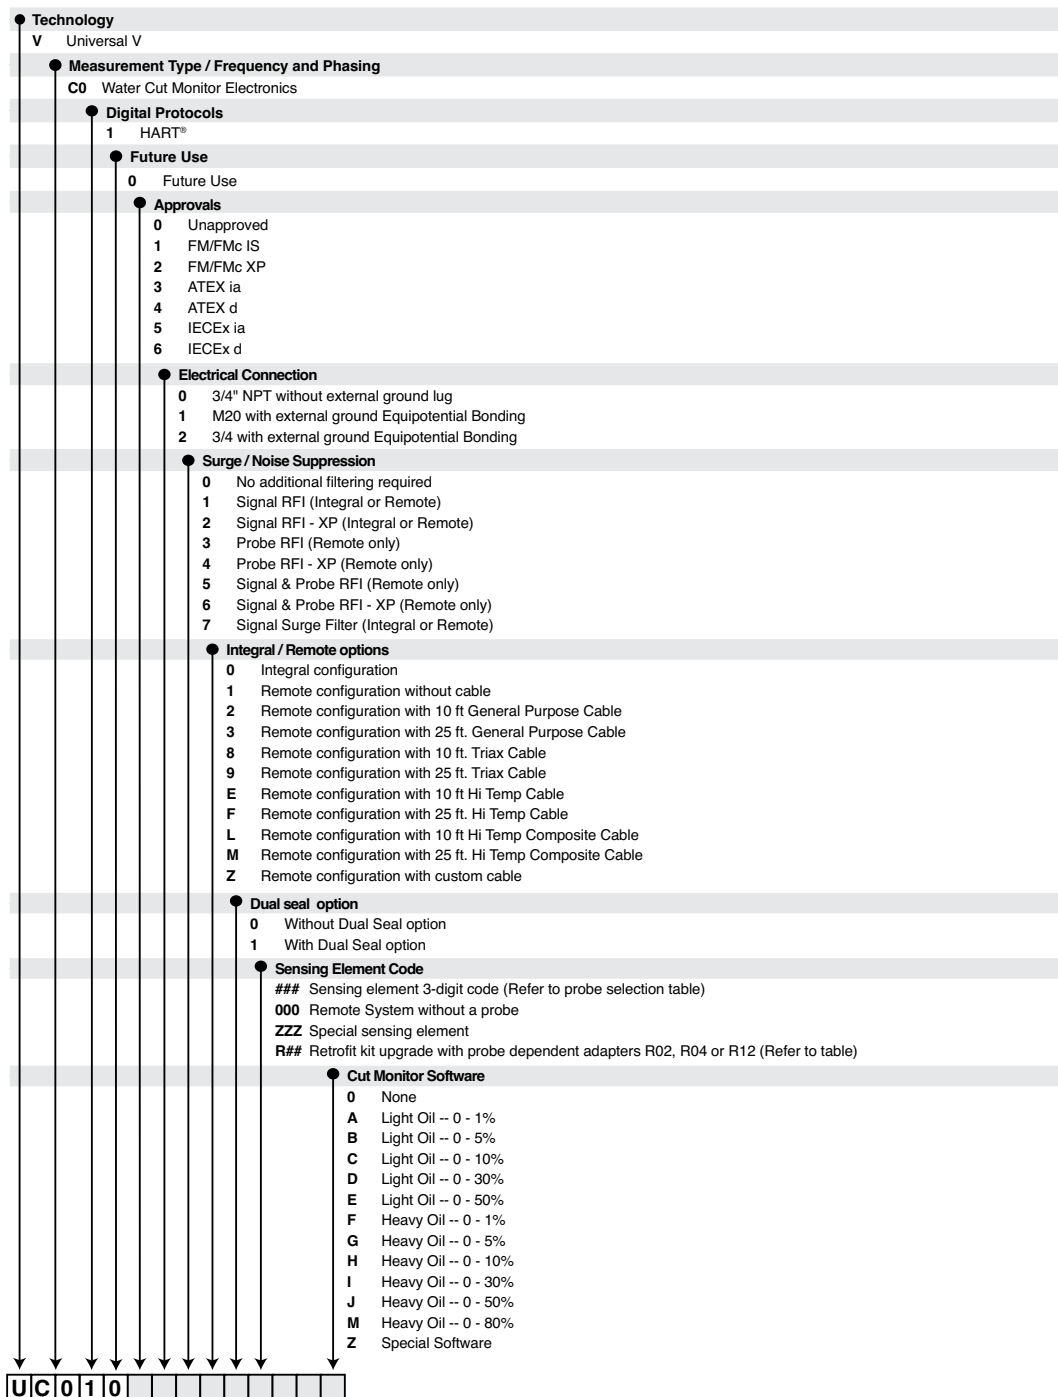 Technology
V Universal V
Measurement Type / Frequency and Phasing
C0 Water Cut Monitor Electronics
Digital Protocols
1 HART®
Future Use
0 Future Use
Approvals
0 Unapproved
1 FM/FMc IS
2 FM/FMc XP
3 ATEX ia
4 ATEX d
5 IECEx ia
6 IECEx d
Electrical Connection
0 3/4" NPT without external ground lug
1 M20 with external ground Equipotential Bonding
2 3/4 with external ground Equipotential Bonding
Surge / Noise Suppression
0 No additional filtering required
1 Signal RFI (Integral or Remote)
2 Signal RFI - XP (Integral or Remote)
3 Probe RFI (Remote only)
4 Probe RFI - XP (Remote only)
5 Signal & Probe RFI (Remote only)
6 Signal & Probe RFI - XP (Remote only)
7 Signal Surge Filter (Integral or Remote)
Integral / Remote options
0 Integral configuration
1 Remote configuration without cable
2 Remote configuration with 10 ft General Purpose Cable
3 Remote configuration with 25 ft. General Purpose Cable
8 Remote configuration with 10 ft. Triax Cable
9 Remote configuration with 25 ft. Triax Cable
E Remote configuration with 10 ft Hi Temp Cable
F Remote configuration with 25 ft. Hi Temp Cable
L Remote configuration with 10 ft Hi Temp Composite Cable
M Remote configuration with 25 ft. Hi Temp Composite Cable
Z Remote configuration with custom cable
Dual seal option
0 Without Dual Seal option
1 With Dual Seal option
Sensing Element Code
### Sensing element 3-digit code (Refer to probe selection table)
000 Remote System without a probe
ZZZ Special sensing element
R## Retrofit kit upgrade with probe dependent adapters R02, R04 or R12 (Refer to table)
Cut Monitor Software
0 None
A Light Oil -- 0 - 1%
B Light Oil -- 0 - 5%
C Light Oil -- 0 - 10%
D Light Oil -- 0 - 30%
E Light Oil -- 0 - 50%
F Heavy Oil -- 0 - 1%
G Heavy Oil -- 0 - 5%
H Heavy Oil -- 0 - 10%
I Heavy Oil -- 0 - 30%
J Heavy Oil -- 0 - 50%
M Heavy Oil -- 0 - 80%
Z Special Software
U C 0 1 0